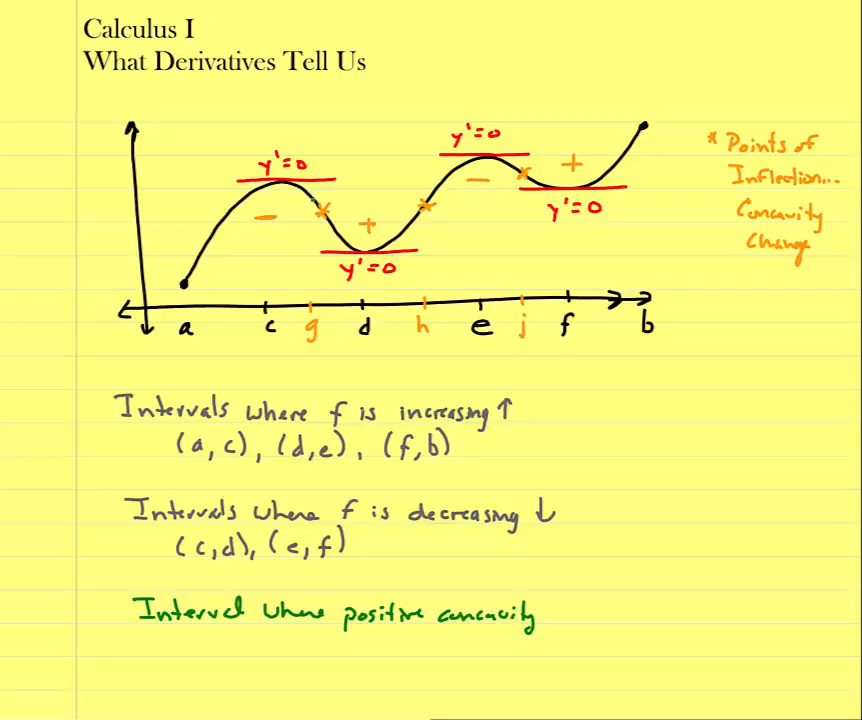 Calculus I
What Derivatives Tell Us
y'=0
y'=0
y'=0
y'=0
+
+
–
–
* Points of
Inflection...
Concavity
Change
a c g d h e j f b
Intervals where f is increasing ↑
(a,c), (d,e), (f,b)
Intervals where f is decreasing ↓
(c,d), (e,f)
Interval where positive concavity